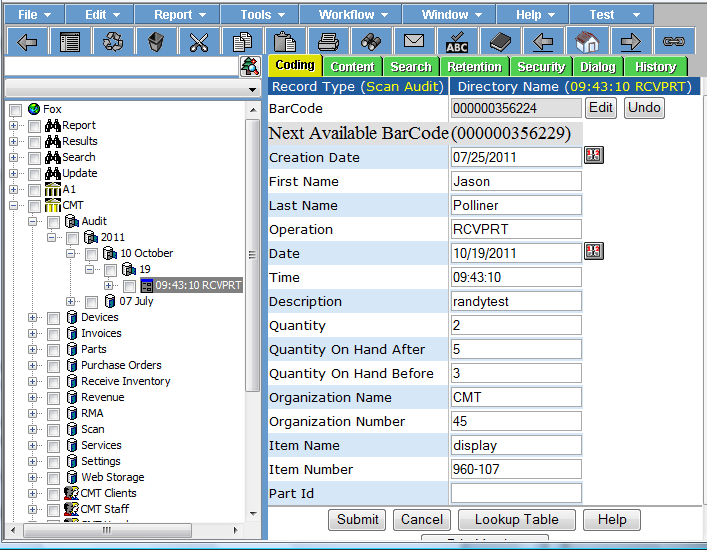 File Edit Report Tools Workflow Window Help Test
ABC
Coding Content Search Retention Security Dialog History
Record Type (Scan Audit) Directory Name (09:43:10 RCVPRT)
BarCode 000000356224 Edit Undo
Next Available BarCode(000000356229)
Creation Date 07/25/2011
First Name Jason
Last Name Polliner
Operation RCVPRT
Date 10/19/2011
Time 09:43:10
Description randytest
Quantity 2
Quantity On Hand After 5
Quantity On Hand Before 3
Organization Name CMT
Organization Number 45
Item Name display
Item Number 960-107
Part Id
Submit Cancel Lookup Table Help
Fox
Report
Results
Search
Update
A1
CMT
Audit
2011
10 October
19
09:43:10 RCVPRT
07 July
Devices
Invoices
Parts
Purchase Orders
Receive Inventory
Revenue
RMA
Scan
Services
Settings
Web Storage
CMT Clients
CMT Staff